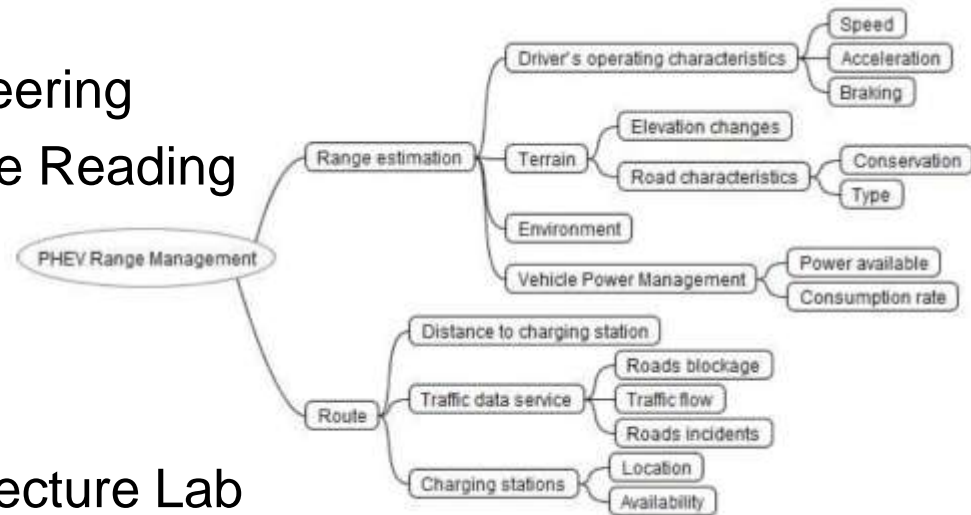 eering
e Reading
ecture Lab
PHEV Range Management
Range estimation
Driver's operating characteristics
Speed
Acceleration
Braking
Terrain
Elevation changes
Road characteristics
Conservation
Type
Environment
Vehicle Power Management
Power available
Consumption rate
Route
Distance to charging station
Traffic data service
Roads blockage
Traffic flow
Roads incidents
Charging stations
Location
Availability